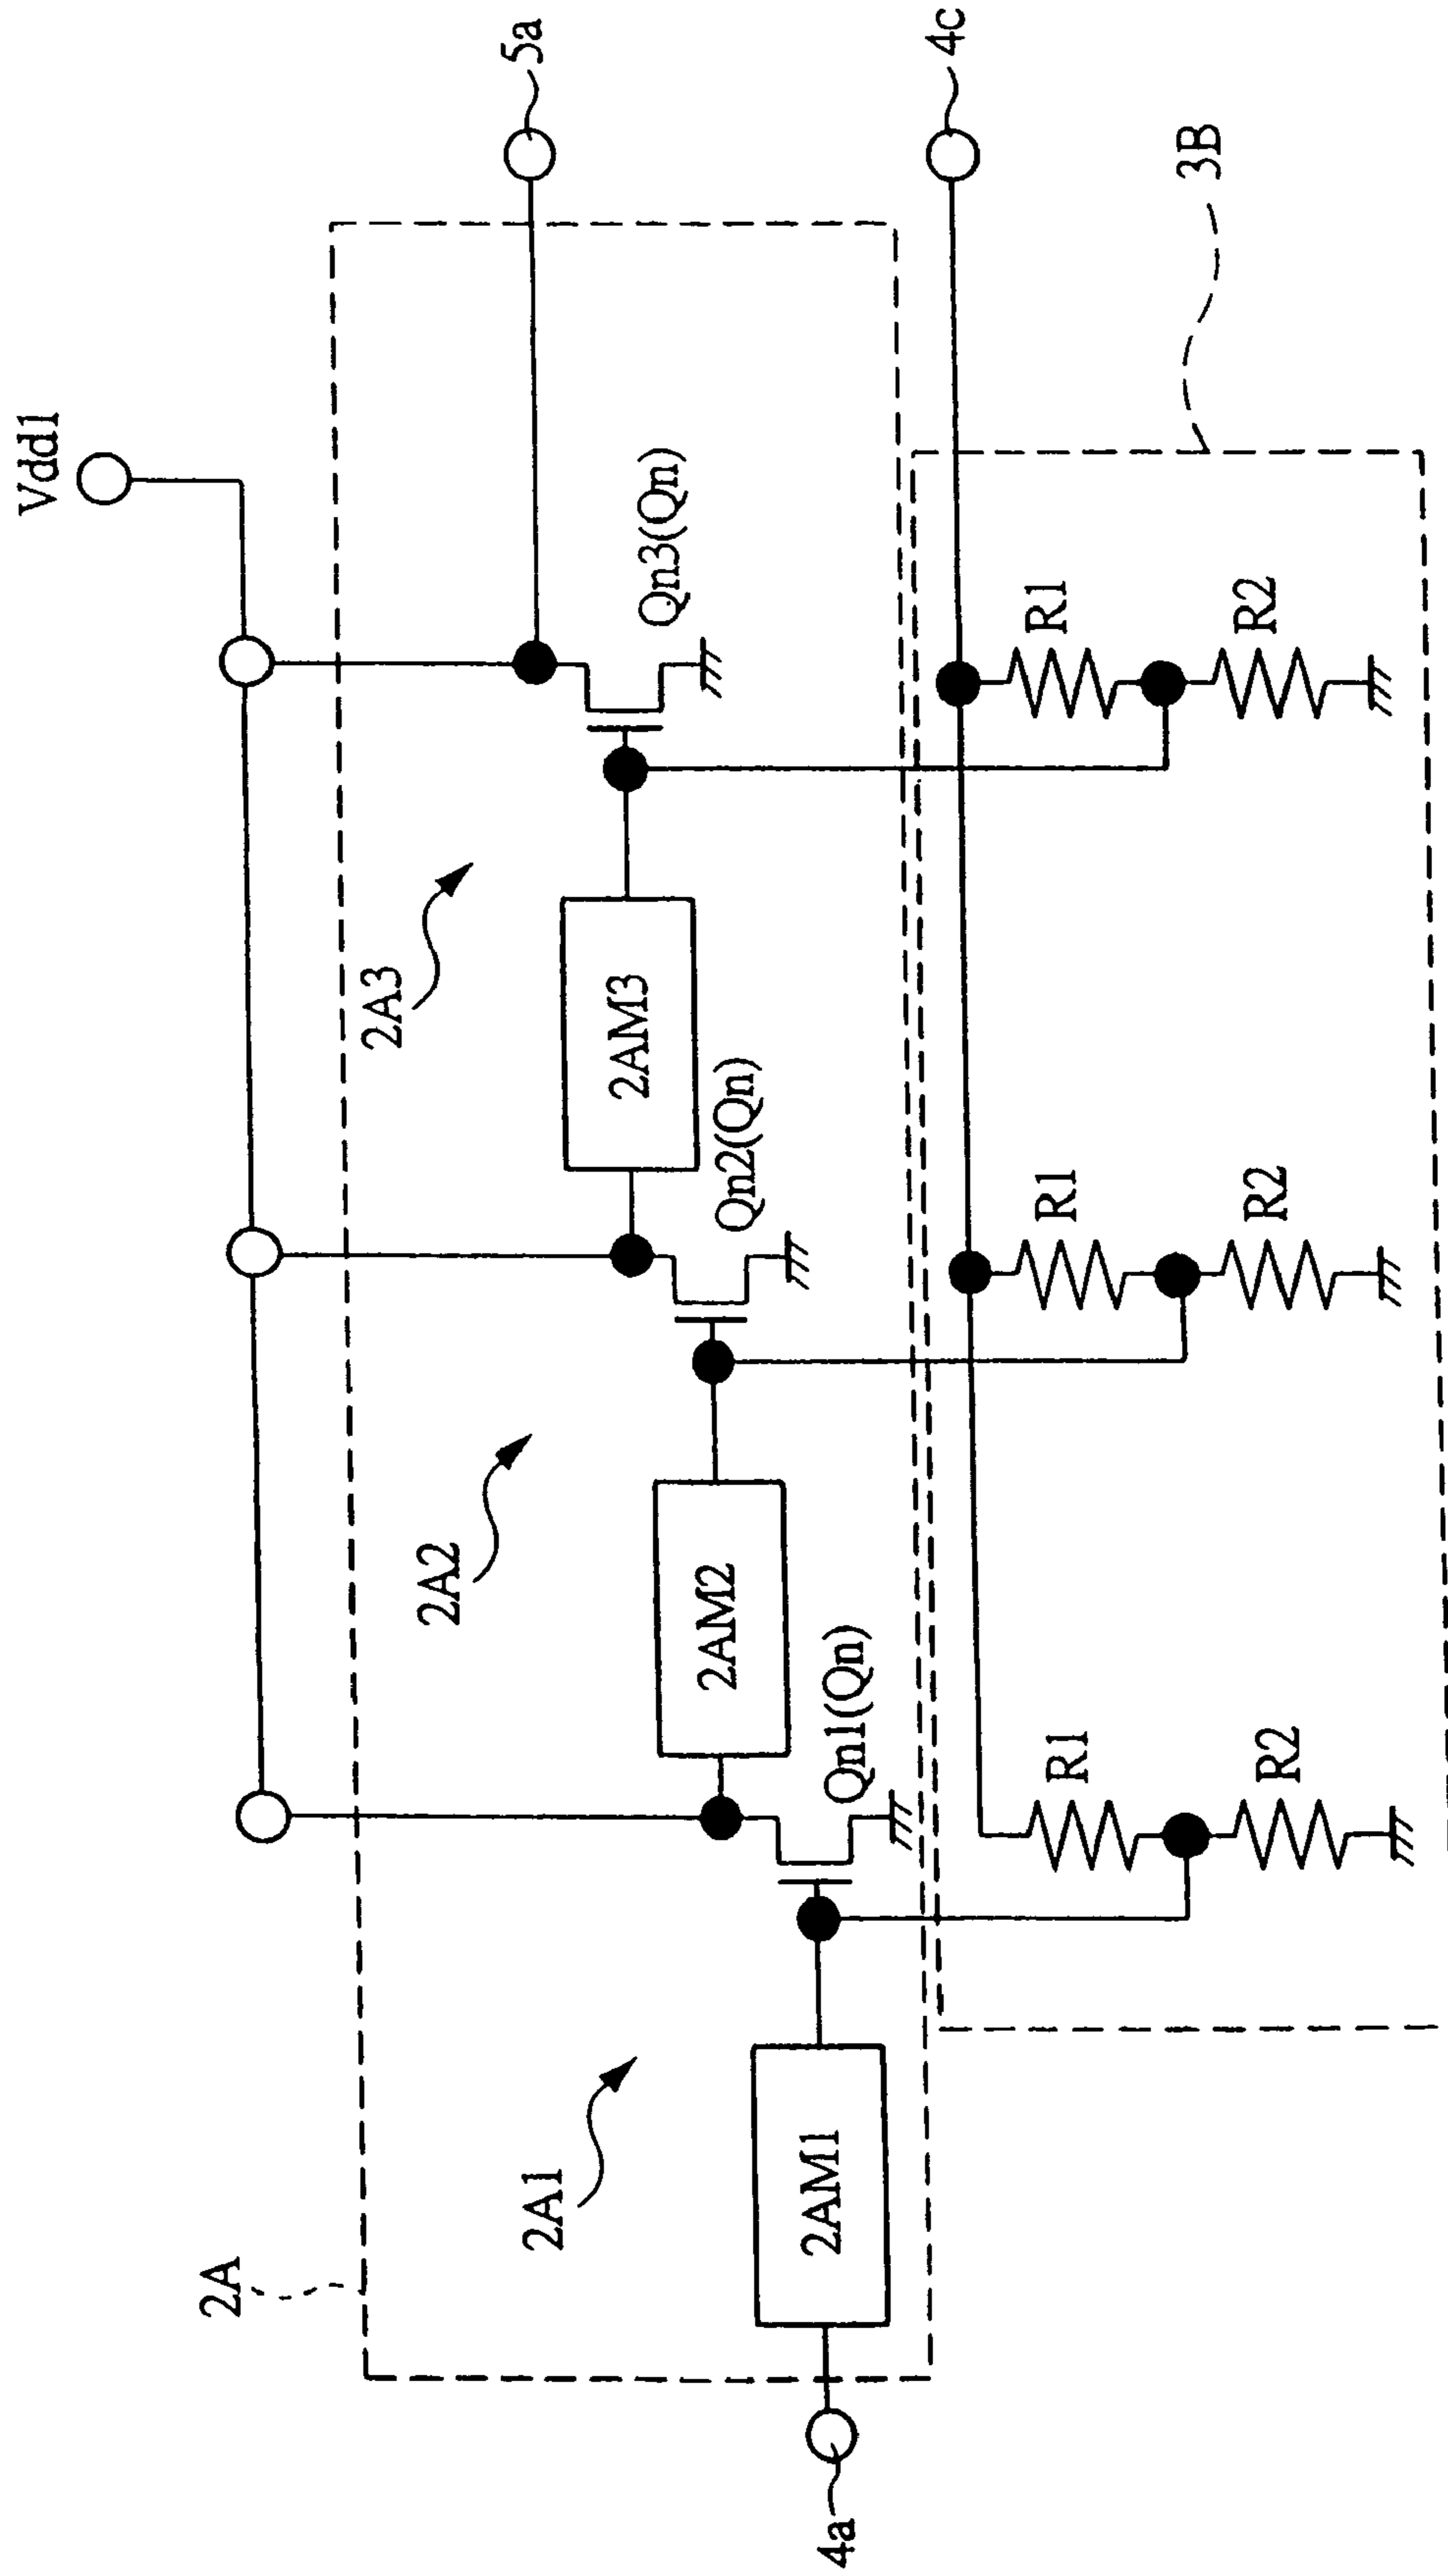 Vdd1
5a
4c
3B
2A
2A1
2A2
2A3
2AM1
2AM2
2AM3
Qn1(Qn)
Qn2(Qn)
Qn3(Qn)
R1
R1
R1
R2
R2
R2
4a